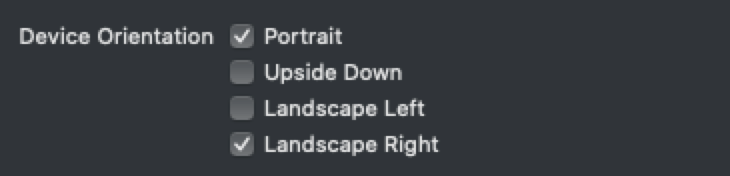 Device Orientation Portrait
Upside Down
Landscape Left
Landscape Right